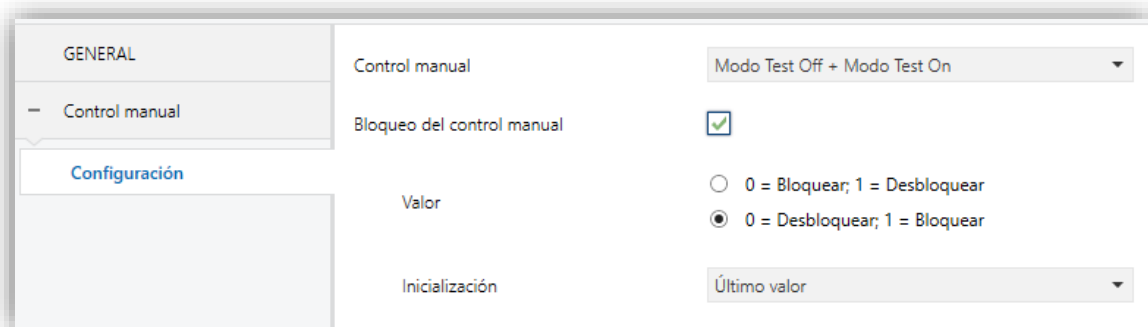 GENERAL
Control manual
Modo Test Off + Modo Test On
− Control manual
Bloqueo del control manual
Configuración
Valor
0 = Bloquear; 1 = Desbloquear
0 = Desbloquear; 1 = Bloquear
Inicialización
Último valor